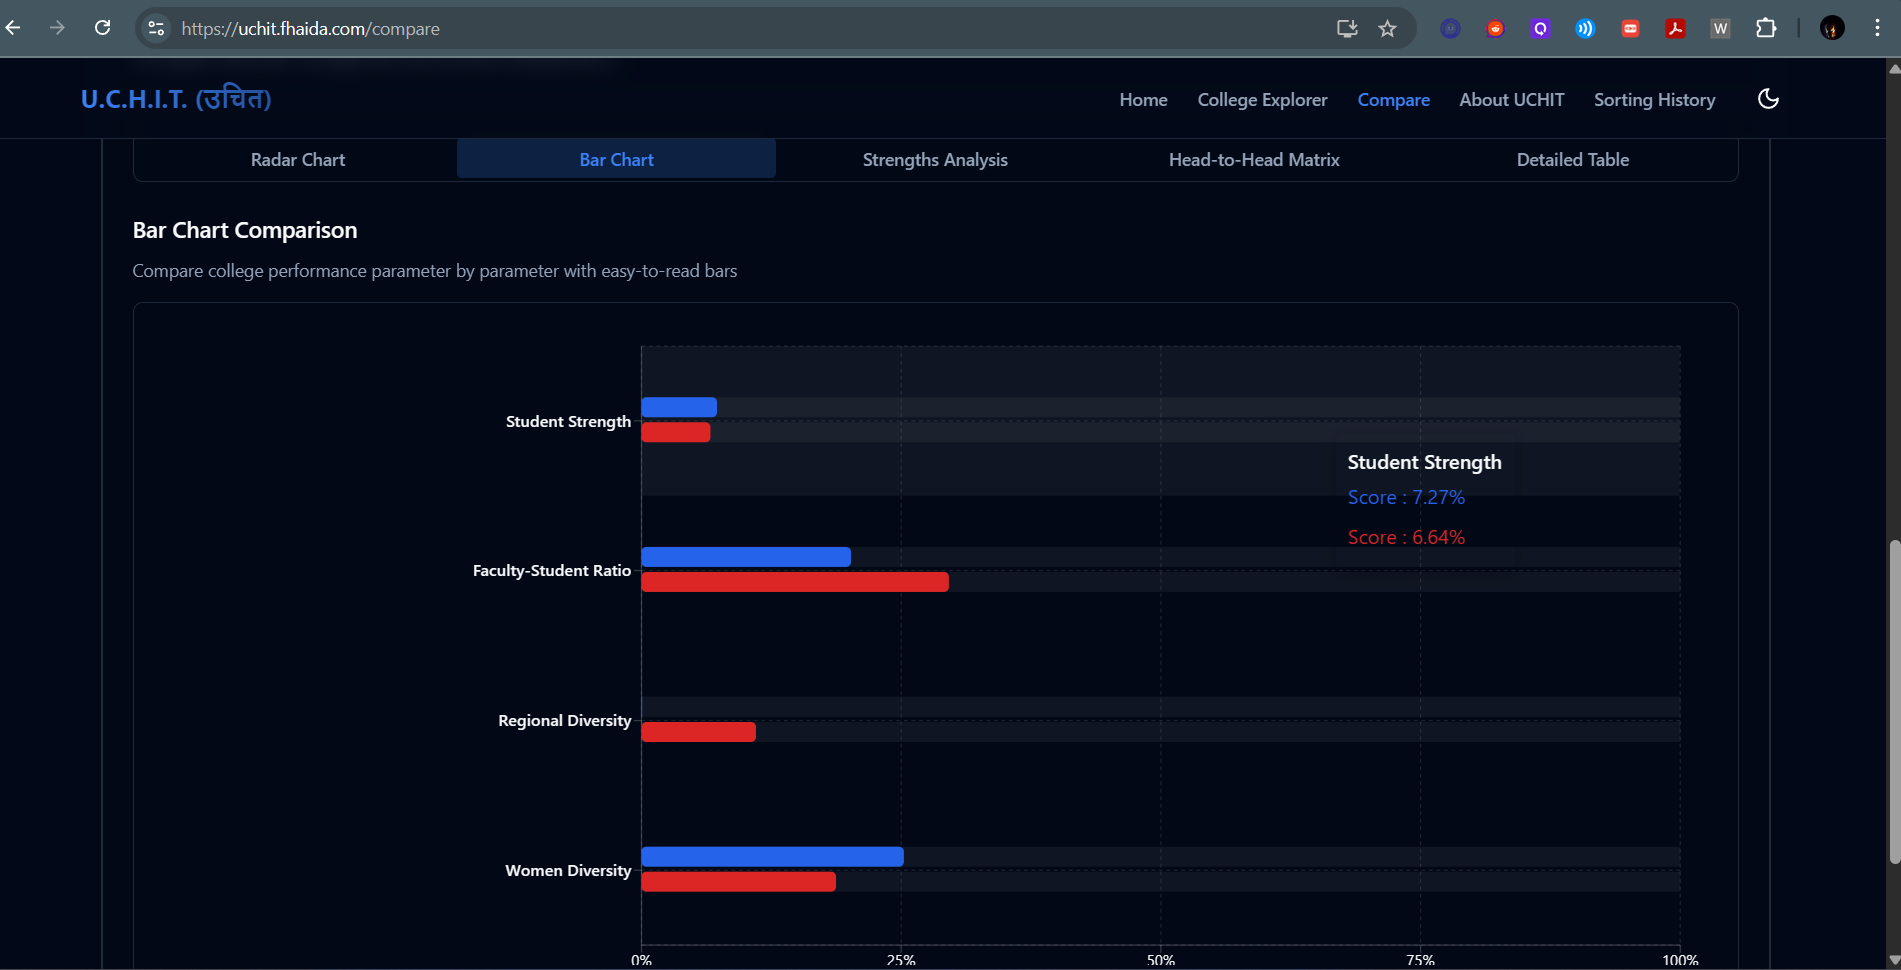 https://uchit.fhaida.com/compare
W
U.C.H.I.T. (उचित)
Home
College Explorer
Compare
About UCHIT
Sorting History
Radar Chart
Bar Chart
Strengths Analysis
Head-to-Head Matrix
Detailed Table
Bar Chart Comparison
Compare college performance parameter by parameter with easy-to-read bars
Student Strength
Student Strength
Score : 7.27%
Score : 6.64%
Faculty-Student Ratio
Regional Diversity
Women Diversity
0%
25%
50%
75%
100%